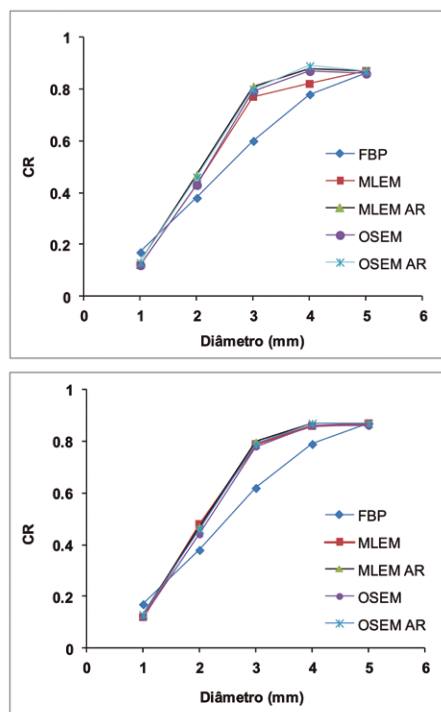 1
0.8
0.6
0.4
0.2
0
CR
0 1 2 3 4 5 6
Diâmetro (mm)
FBP
MLEM
MLEM AR
OSEM
OSEM AR
1
0.8
0.6
0.4
0.2
0
CR
0 1 2 3 4 5 6
Diâmetro (mm)
FBP
MLEM
MLEM AR
OSEM
OSEM AR